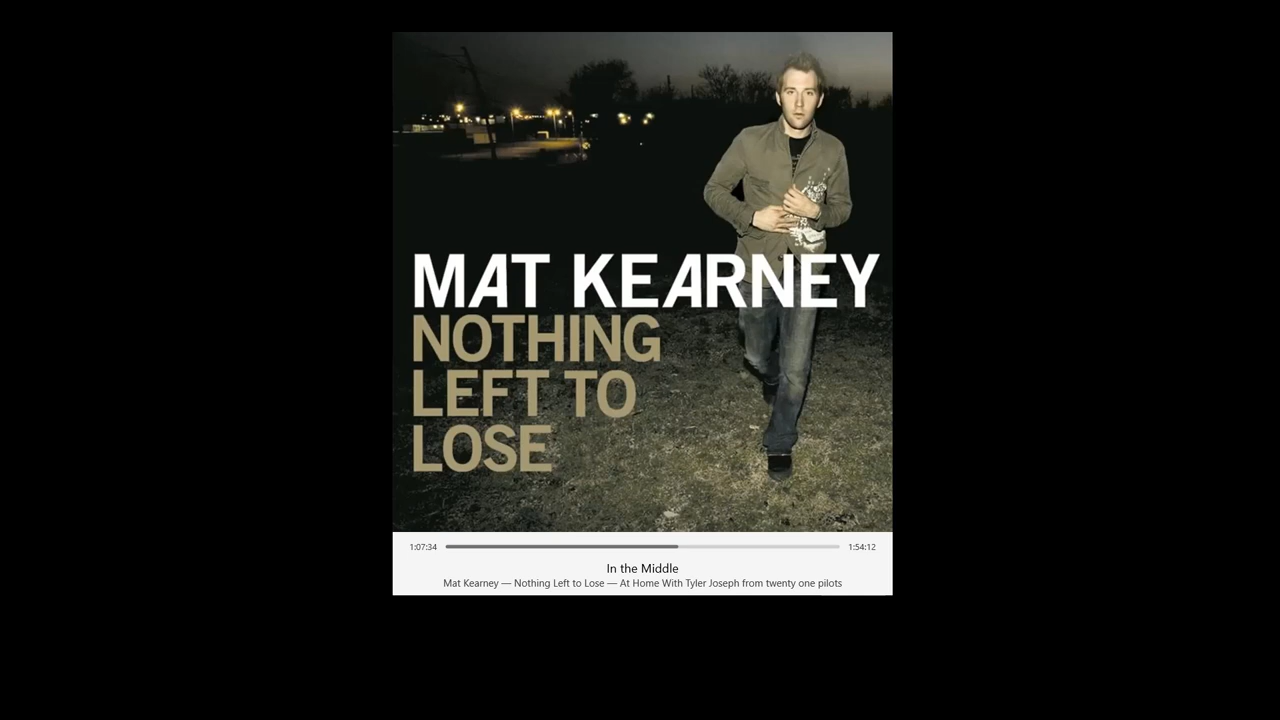 MAT KEARNEY
NOTHING
LEFT TO
LOSE
1:07:34 1:54:12
In the Middle
Mat Kearney — Nothing Left to Lose — At Home With Tyler Joseph from twenty one pilots